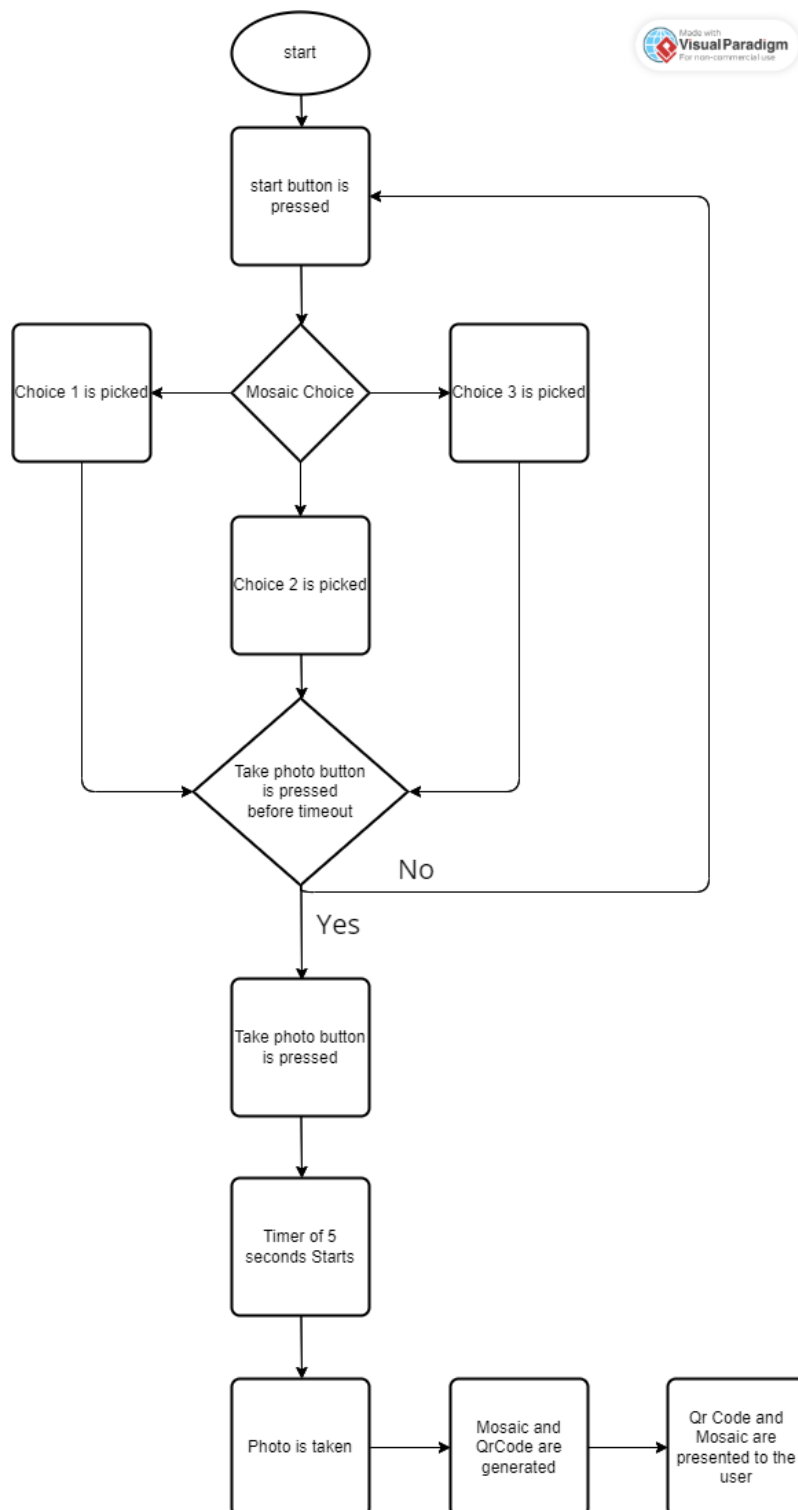 start
Made with
Visual Paradigm
For non-commercial use
start button is
pressed
Choice 1 is picked
Mosaic Choice
Choice 3 is picked
Choice 2 is picked
Take photo button
is pressed
before timeout
No
Yes
Take photo button
is pressed
Timer of 5
seconds Starts
Photo is taken
Mosaic and
QrCode are
generated
Qr Code and
Mosaic are
presented to the
user